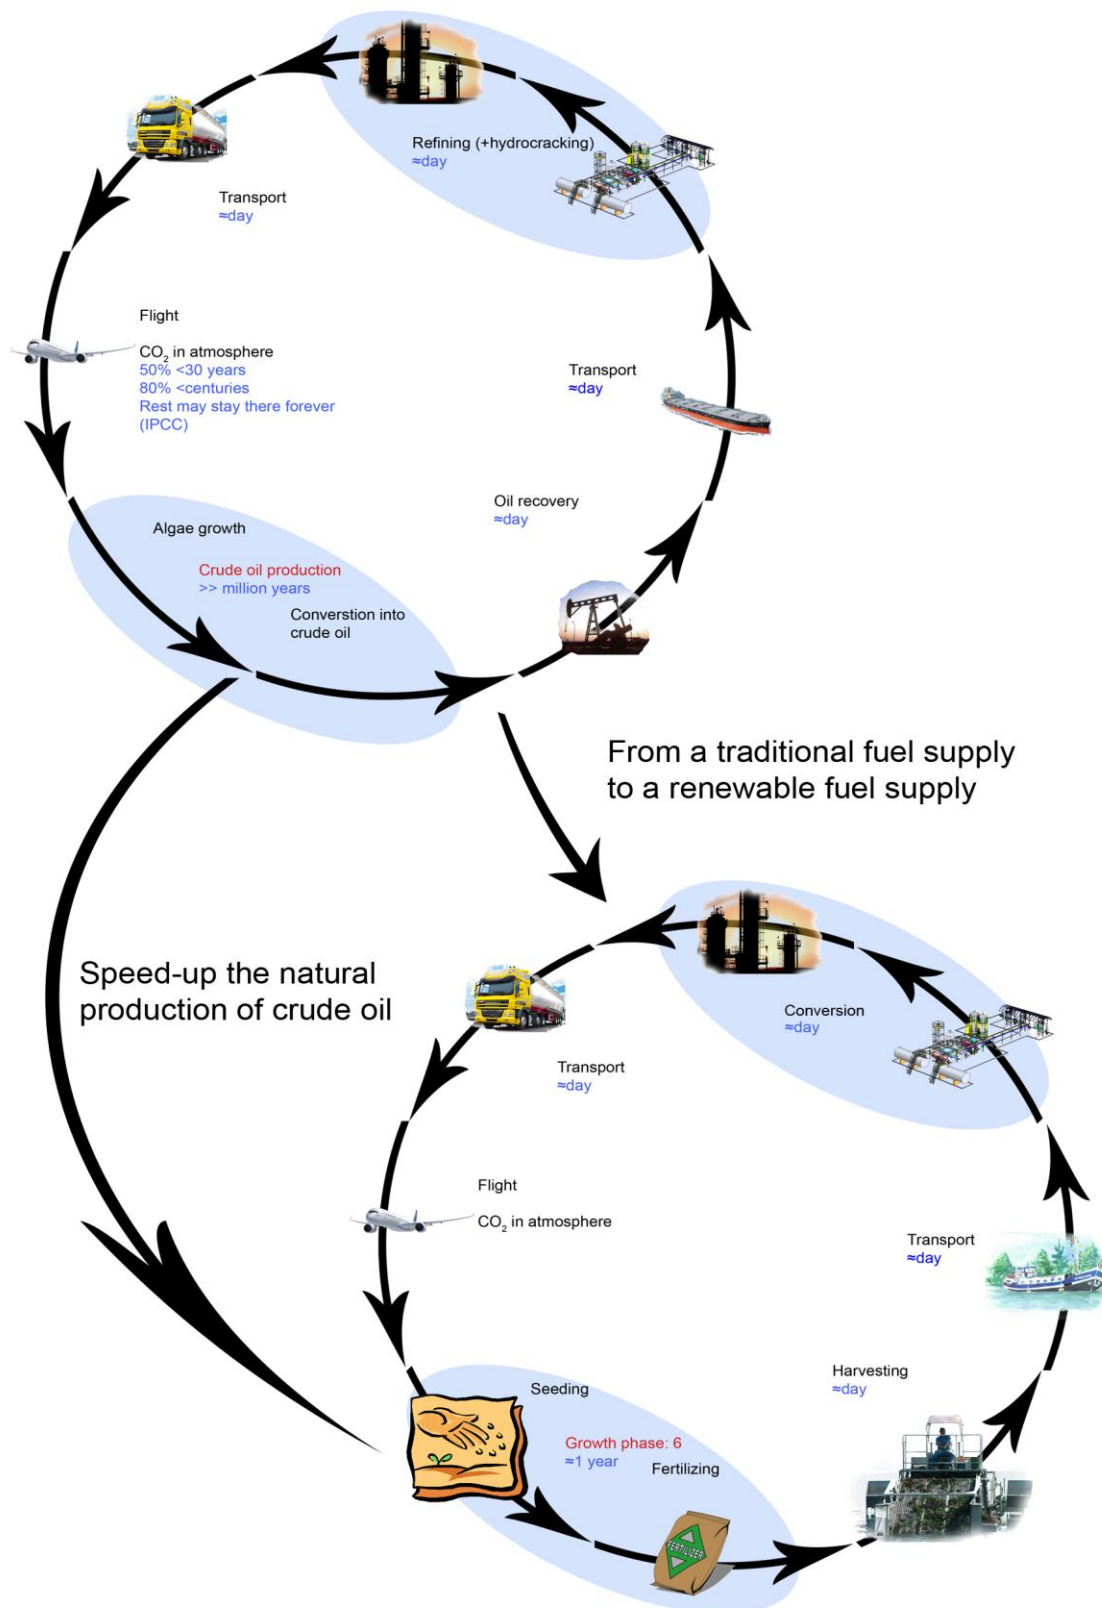 Refining (+hydrocracking)
≈day
Transport
≈day
Flight
CO₂ in atmosphere
50% <30 years
80% <centuries
Rest may stay there forever
(IPCC)
Transport
≈day
Oil recovery
≈day
Algae growth
Crude oil production
>> million years
Converstion into
crude oil
From a traditional fuel supply
to a renewable fuel supply
Speed-up the natural
production of crude oil
Conversion
≈day
Transport
≈day
Flight
CO₂ in atmosphere
Transport
≈day
Harvesting
≈day
Seeding
Growth phase: 6
≈1 year
Fertilizing
FERTILIZER